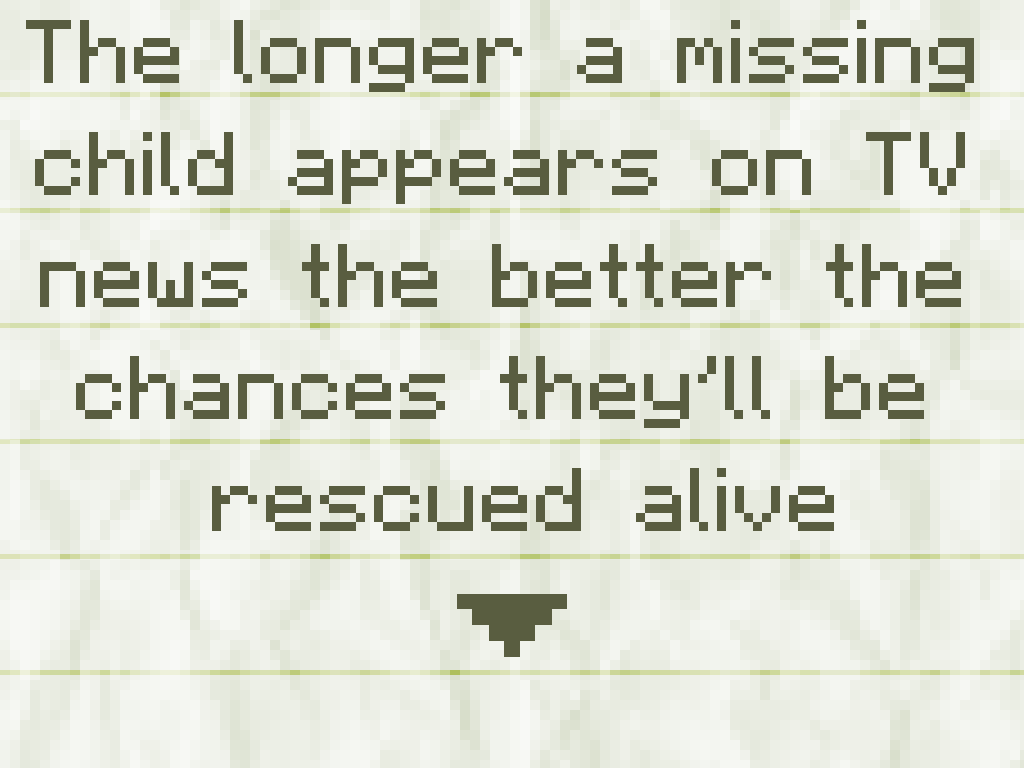 The longer a missing
child appears on TV
news the better the
chances they'll be
rescued alive